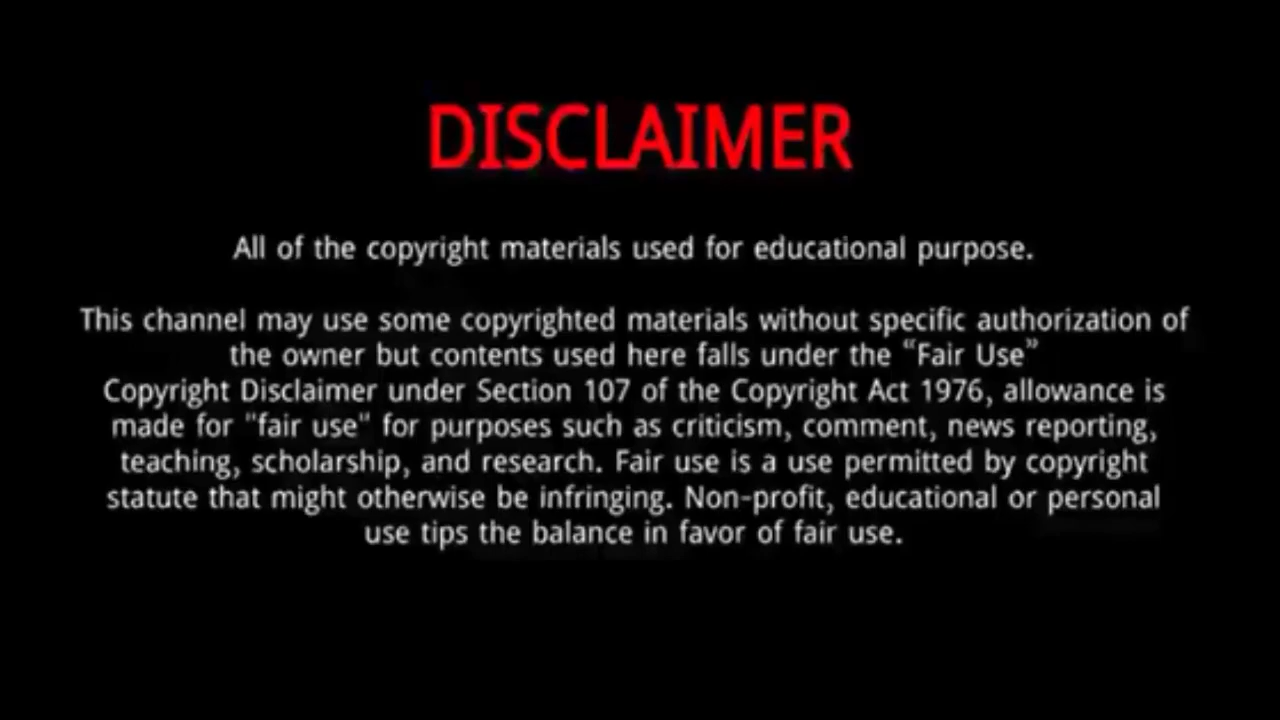 DISCLAIMER
All of the copyright materials used for educational purpose.
This channel may use some copyrighted materials without specific authorization of
the owner but contents used here falls under the “Fair Use”
Copyright Disclaimer under Section 107 of the Copyright Act 1976, allowance is
made for "fair use" for purposes such as criticism, comment, news reporting,
teaching, scholarship, and research. Fair use is a use permitted by copyright
statute that might otherwise be infringing. Non-profit, educational or personal
use tips the balance in favor of fair use.